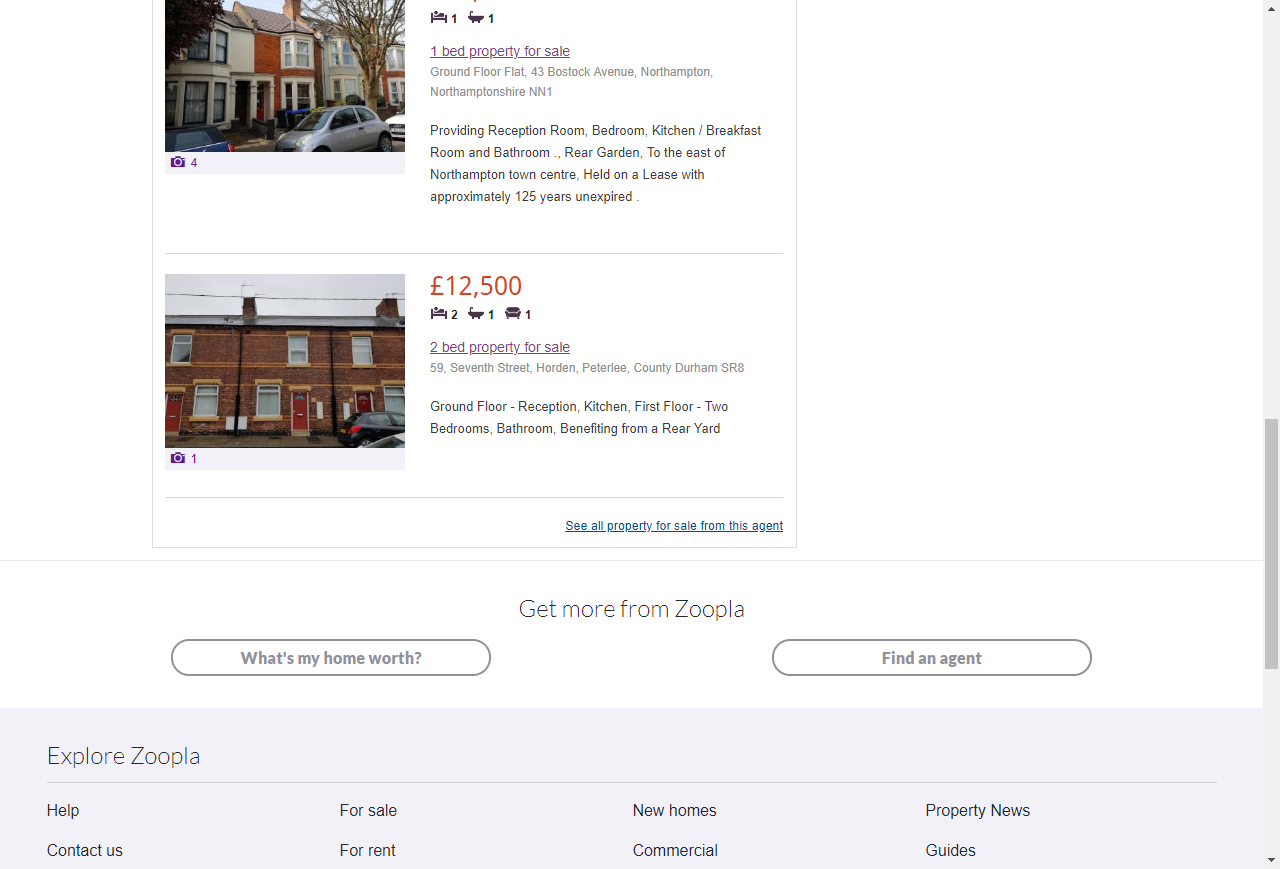 1 1
1 bed property for sale
Ground Floor Flat, 43 Bostock Avenue, Northampton,
Northamptonshire NN1
Providing Reception Room, Bedroom, Kitchen / Breakfast
Room and Bathroom ., Rear Garden, To the east of
Northampton town centre, Held on a Lease with
approximately 125 years unexpired .
4
£12,500
2 1 1
2 bed property for sale
59, Seventh Street, Horden, Peterlee, County Durham SR8
Ground Floor - Reception, Kitchen, First Floor - Two
Bedrooms, Bathroom, Benefiting from a Rear Yard
1
See all property for sale from this agent
Get more from Zoopla
What's my home worth? Find an agent
Explore Zoopla
Help For sale New homes Property News
Contact us For rent Commercial Guides